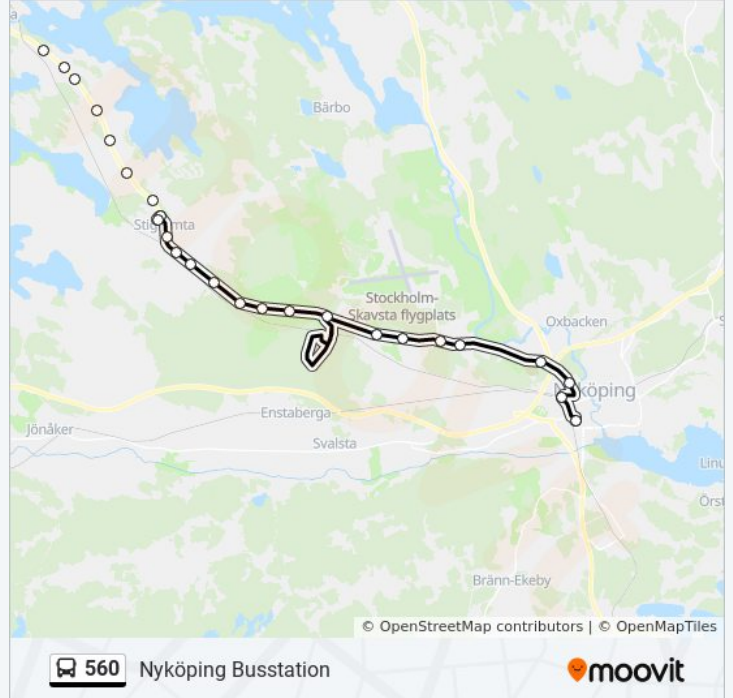 a
Bärbo
Stigtomta
Stockholm-
Skavsta flygplats
Oxbacken
S
Nyköping
Enstaberga
Jönåker
Svalsta
Linu
Örst
Bränn-Ekeby
© OpenStreetMap contributors | © OpenMapTiles
560 Nyköping Busstation
moovit